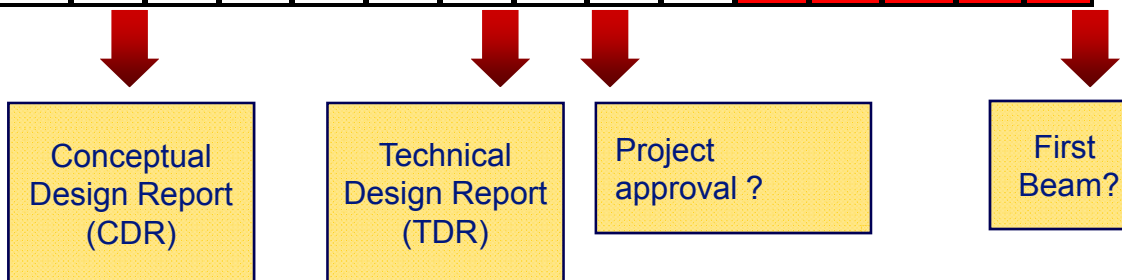 Conceptual
Design Report
(CDR)
Technical
Design Report
(TDR)
Project
approval ?
First
Beam?